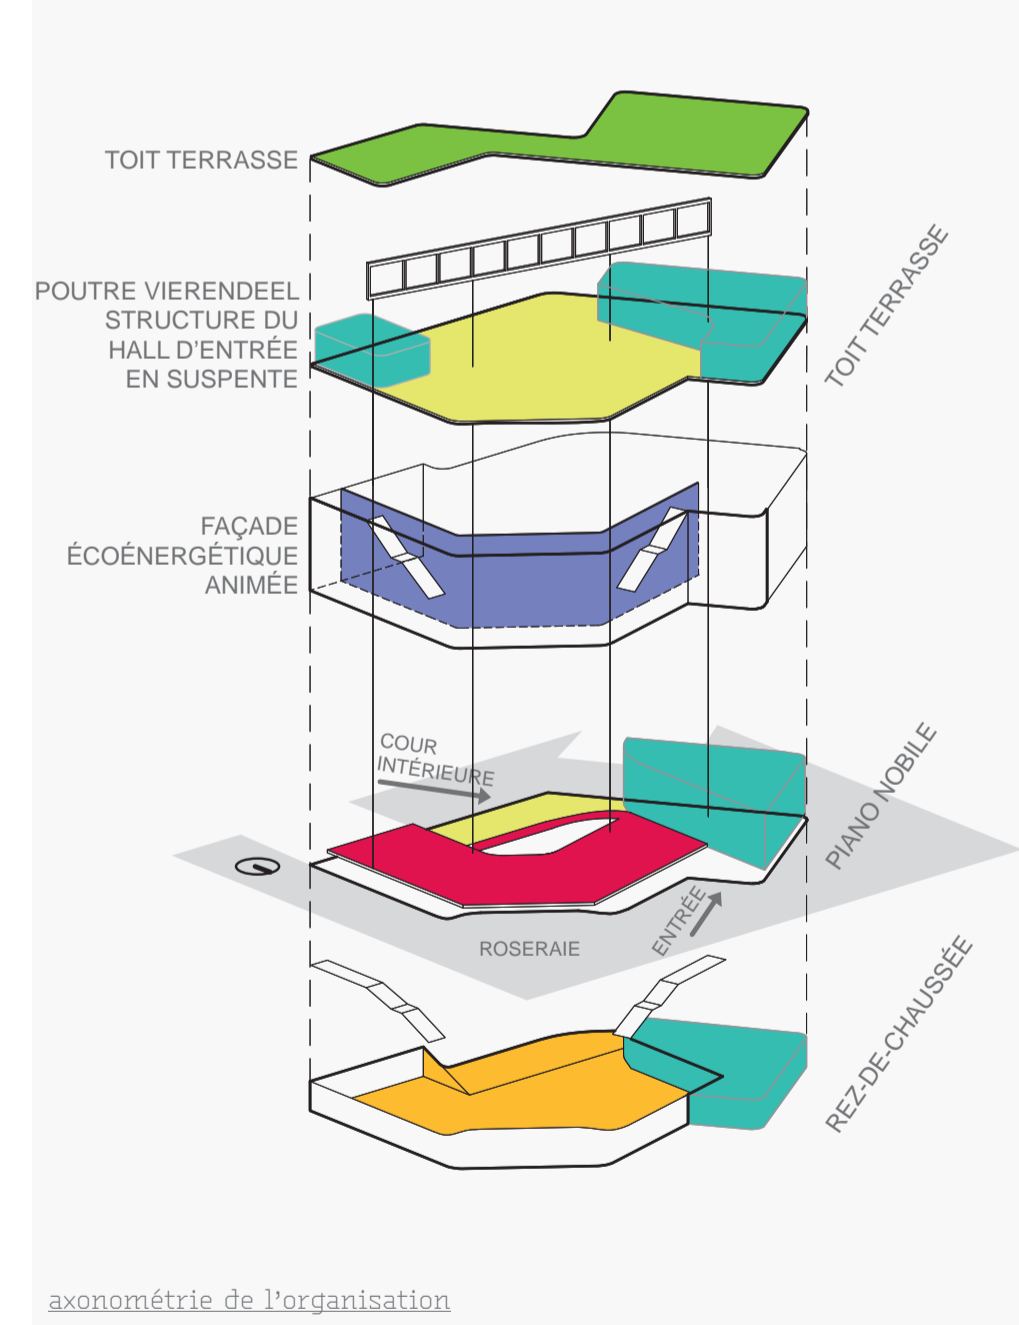 TOIT TERRASSE
POUTRE VIERENDEEL
STRUCTURE DU
HALL D'ENTRÉE
EN SUSPENTE
TOIT TERRASSE
FAÇADE
ÉCOÉNERGÉTIQUE
ANIMÉE
COUR
INTÉRIEURE
PIANO NOBILE
ENTRÉE
ROSERAIE
REZ-DE-CHAUSSÉE
axonométrie de l'organisation